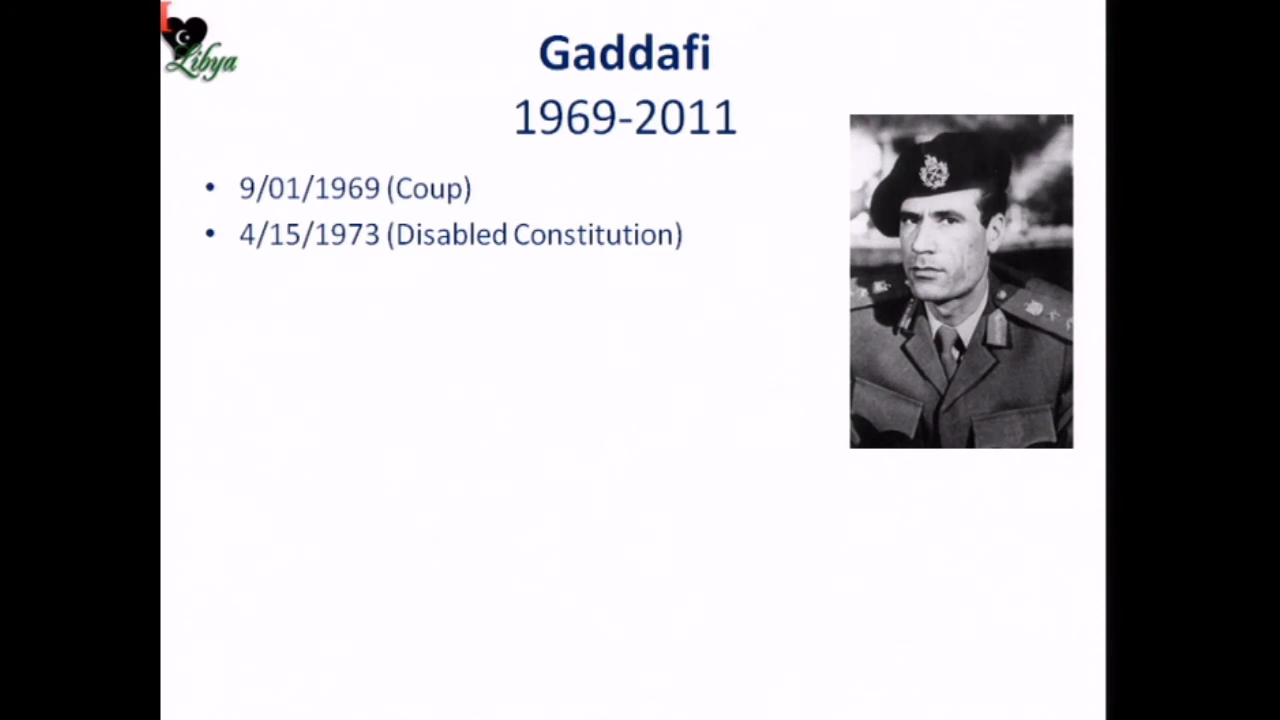 I
Libya
Gaddafi
1969-2011
• 9/01/1969 (Coup)
• 4/15/1973 (Disabled Constitution)